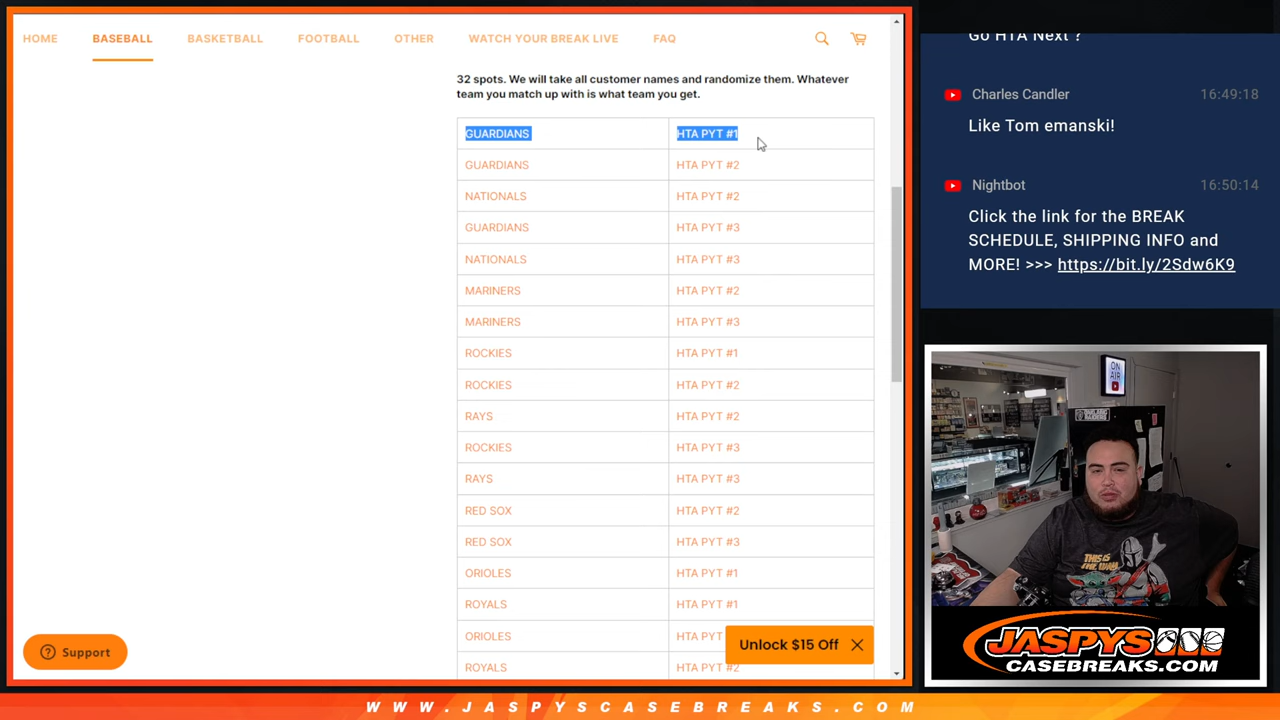 HOME BASEBALL BASKETBALL FOOTBALL OTHER WATCH YOUR BREAK LIVE FAQ
32 spots. We will take all customer names and randomize them. Whatever
team you match up with is what team you get.
GUARDIANS HTA PYT #1
GUARDIANS HTA PYT #2
NATIONALS HTA PYT #2
GUARDIANS HTA PYT #3
NATIONALS HTA PYT #3
MARINERS HTA PYT #2
MARINERS HTA PYT #3
ROCKIES HTA PYT #1
ROCKIES HTA PYT #2
RAYS HTA PYT #2
ROCKIES HTA PYT #3
RAYS HTA PYT #3
RED SOX HTA PYT #2
RED SOX HTA PYT #3
ORIOLES HTA PYT #1
ROYALS HTA PYT #1
ORIOLES HTA PYT
ROYALS HTA PYT #2
Support
Unlock $15 Off
Go HTA Next ?
Charles Candler 16:49:18
Like Tom emanski!
Nightbot 16:50:14
Click the link for the BREAK
SCHEDULE, SHIPPING INFO and
MORE! >>> https://bit.ly/2Sdw6K9
ON
AIR
THIS IS
THE WAY
JASPYS
CASEBREAKS.COM
WWW.JASPYSCASEBREAKS.COM